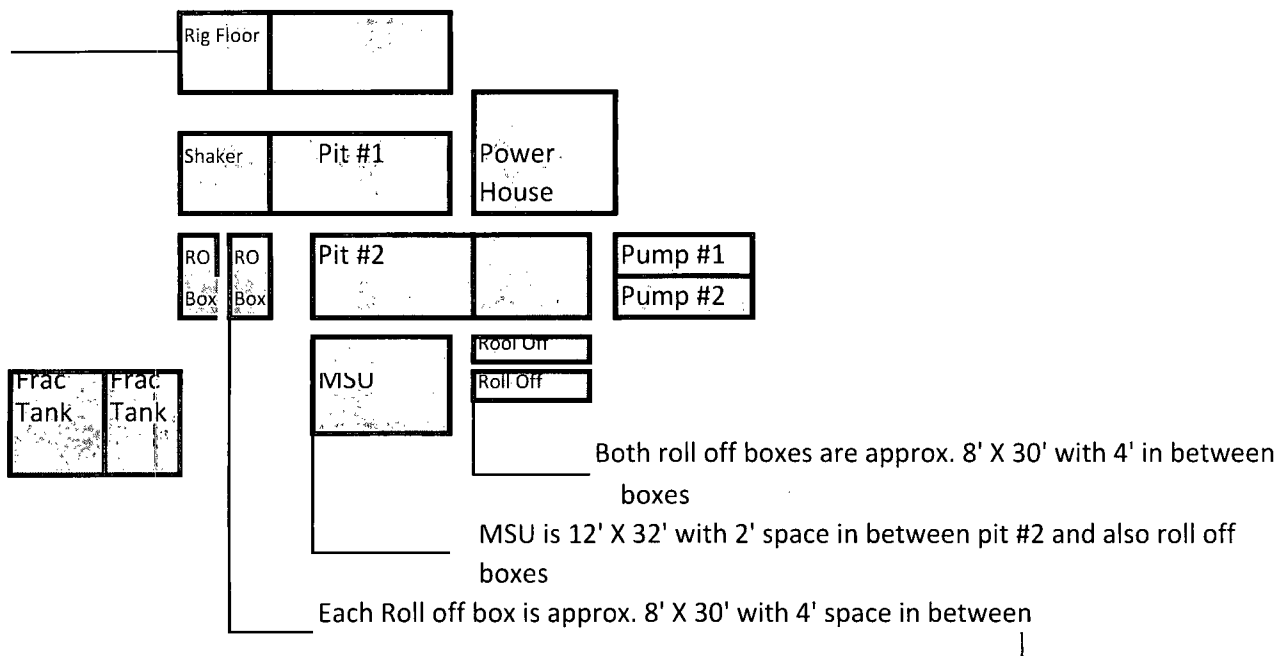 Rig Floor
Shaker
Pit #1
Power
House
RO
Box
RO
Box
Pit #2
Pump #1
Pump #2
Rool Off
MSU
Roll Off
Frac
Tank
Frac
Tank
Both roll off boxes are approx. 8' X 30' with 4' in between
boxes
MSU is 12' X 32' with 2' space in between pit #2 and also roll off
boxes
Each Roll off box is approx. 8' X 30' with 4' space in between